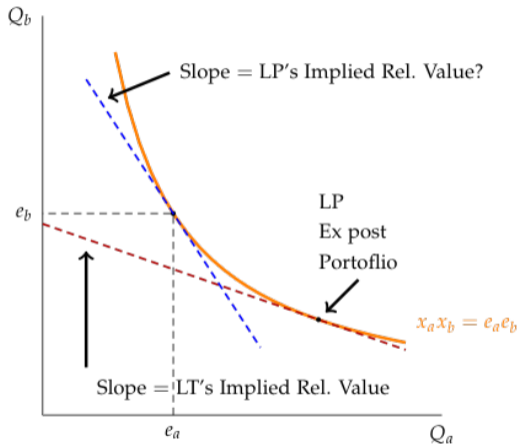 Q_b
Slope = LP's Implied Rel. Value?
e_b
LP
Ex post
Portoflio
x_a x_b = e_a e_b
Slope = LT's Implied Rel. Value
e_a
Q_a